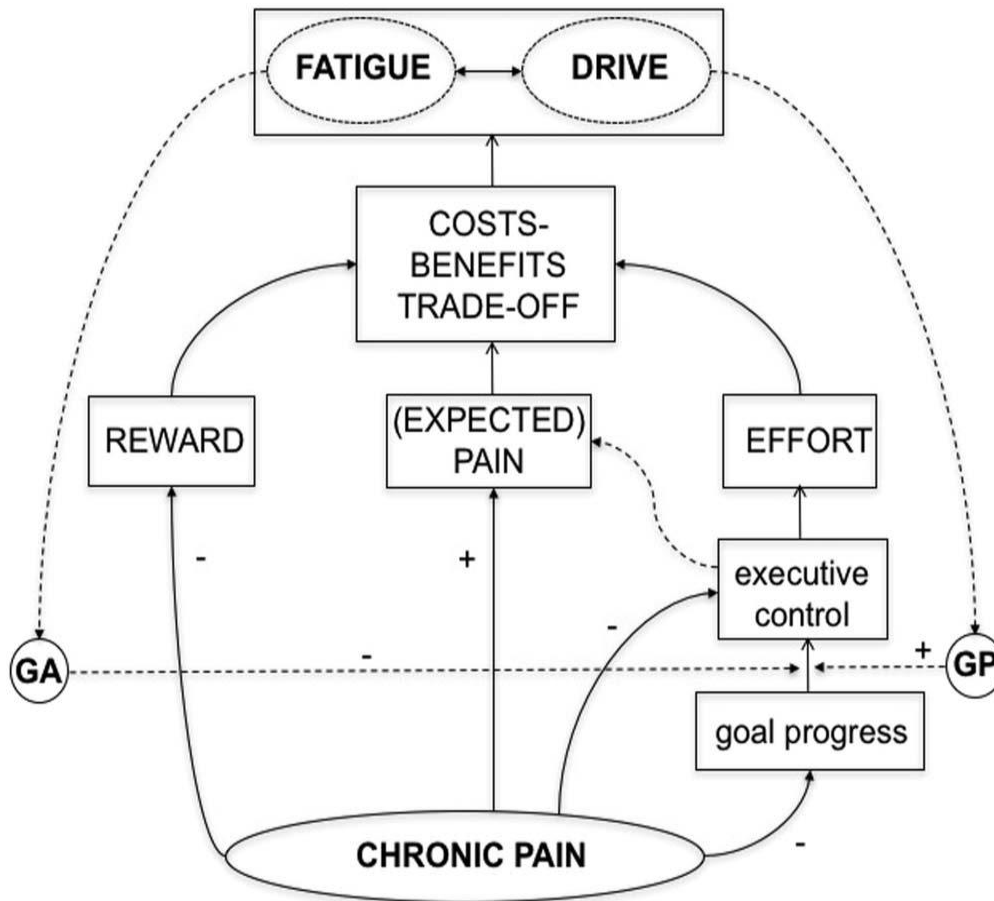 FATIGUE
DRIVE
COSTS-
BENEFITS
TRADE-OFF
REWARD
(EXPECTED)
PAIN
EFFORT
-
+
executive
control
-
GA
-
+
GP
goal progress
CHRONIC PAIN
-